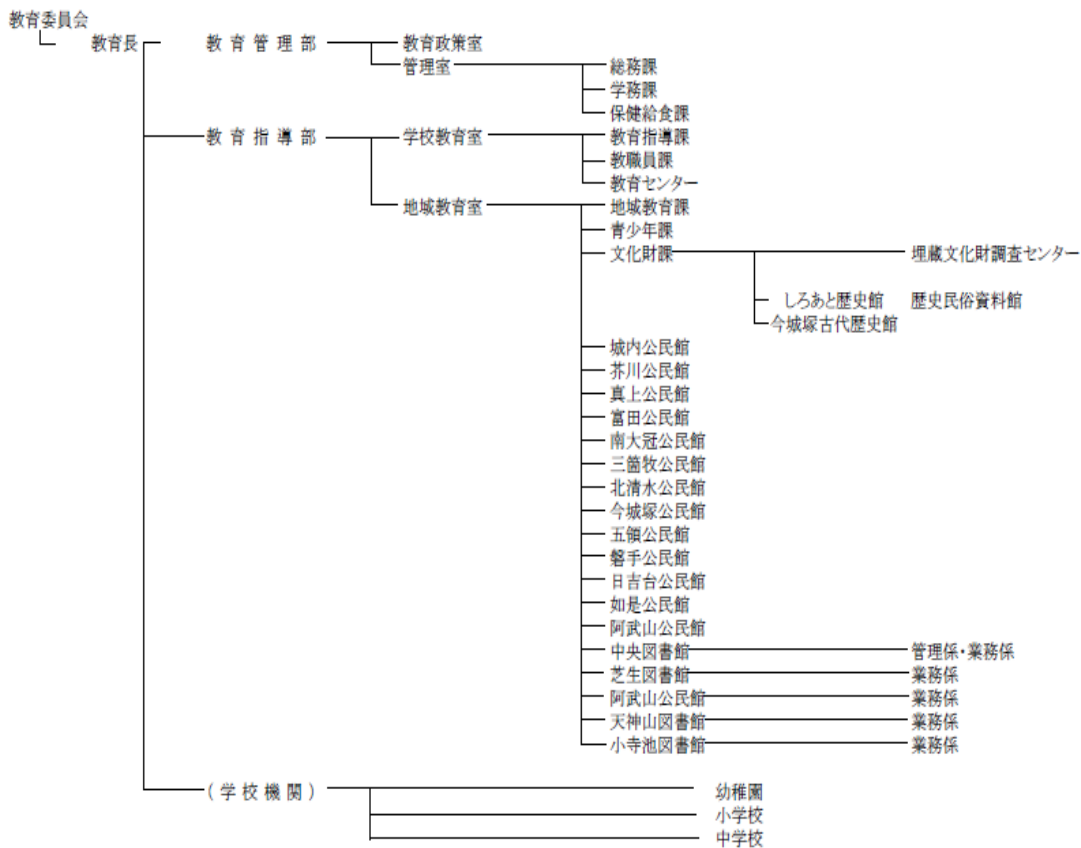 教育委員会
教育長 教育管理部 教育政策室
管理室 総務課
学務課
保健給食課
教育指導部 学校教育室 教育指導課
教職員課
教育センター
地域教育室 地域教育課
青少年課
文化財課 埋蔵文化財調査センター
しろあと歴史館 歴史民俗資料館
今城塚古代歴史館
城内公民館
芥川公民館
真上公民館
富田公民館
南大冠公民館
三箇牧公民館
北清水公民館
今城塚公民館
五領公民館
磐手公民館
日吉台公民館
如是公民館
阿武山公民館
中央図書館 管理係・業務係
芝生図書館 業務係
阿武山公民館 業務係
天神山図書館 業務係
小寺池図書館 業務係
(学校機関) 幼稚園
小学校
中学校